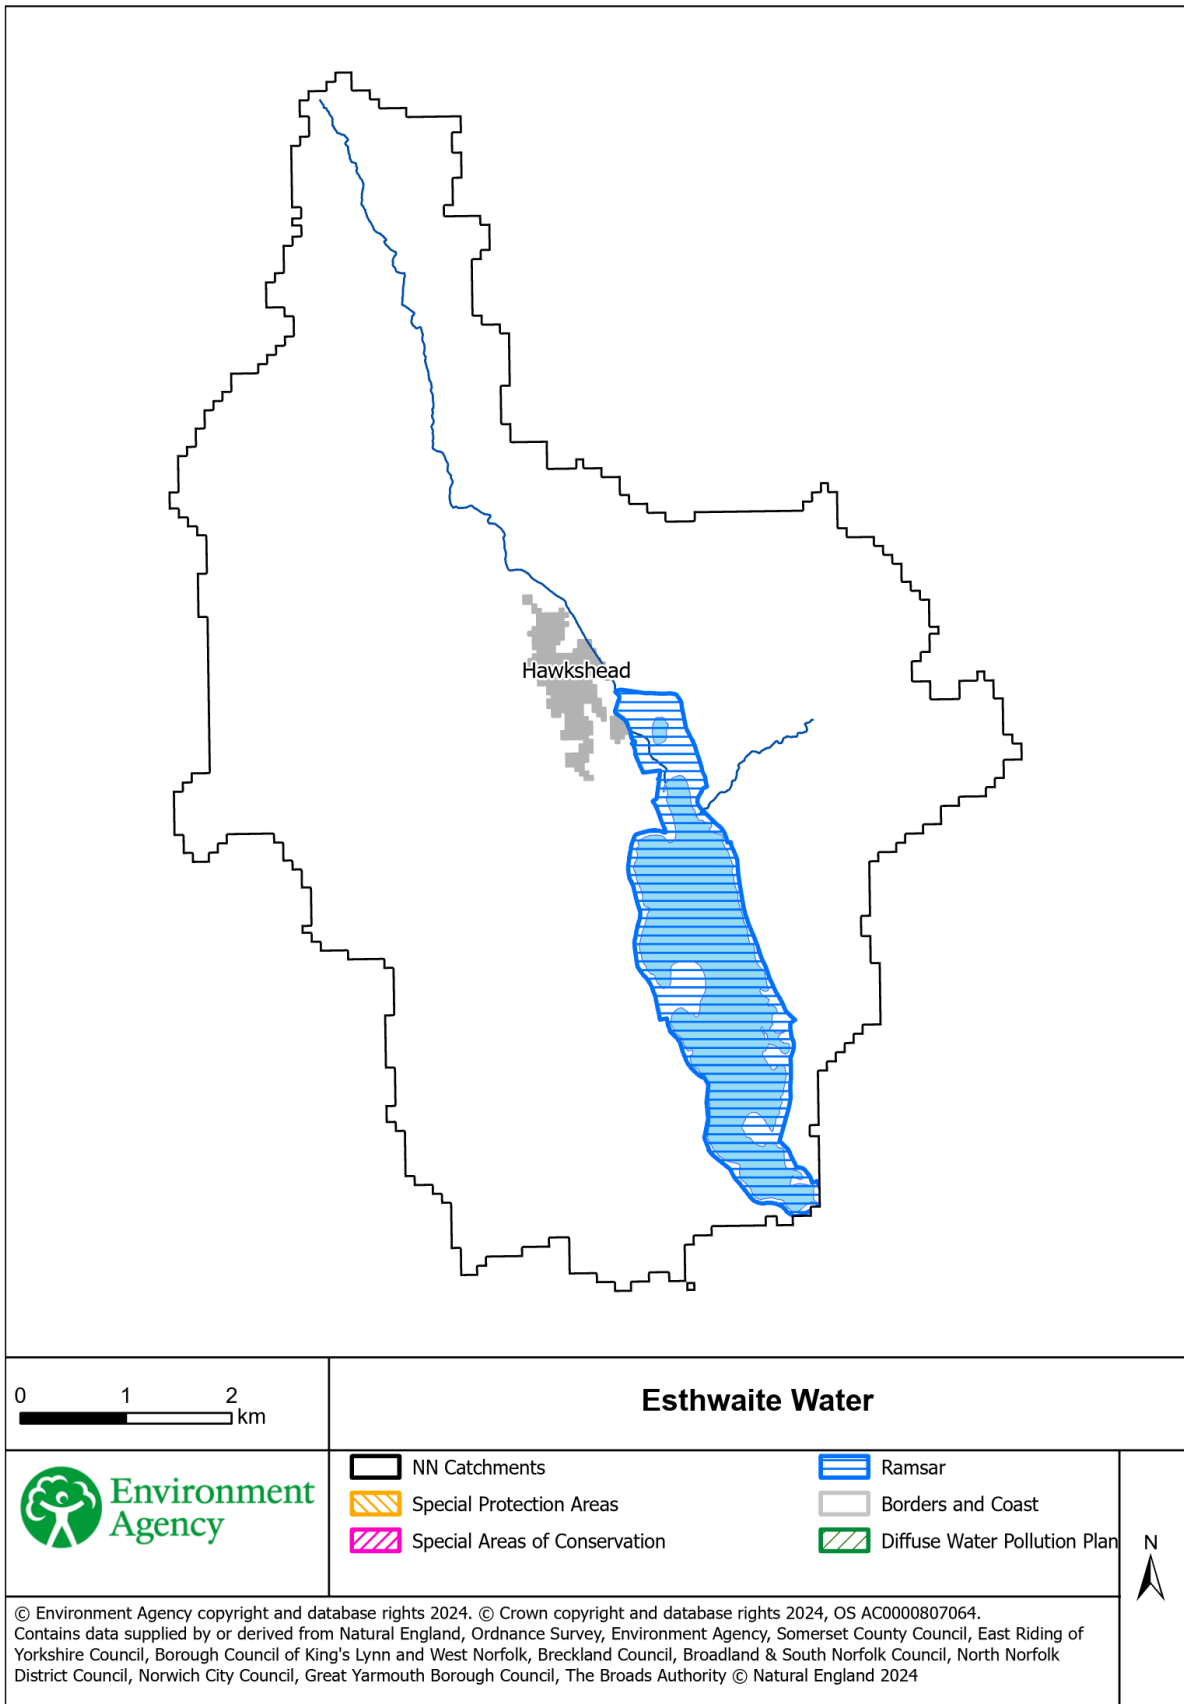 Hawkshead
0 1 2
km
Esthwaite Water
Environment
Agency
NN Catchments
Special Protection Areas
Special Areas of Conservation
Ramsar
Borders and Coast
Diffuse Water Pollution Plan
N
© Environment Agency copyright and database rights 2024. © Crown copyright and database rights 2024, OS AC0000807064.
Contains data supplied by or derived from Natural England, Ordnance Survey, Environment Agency, Somerset County Council, East Riding of
Yorkshire Council, Borough Council of King's Lynn and West Norfolk, Breckland Council, Broadland & South Norfolk Council, North Norfolk
District Council, Norwich City Council, Great Yarmouth Borough Council, The Broads Authority © Natural England 2024